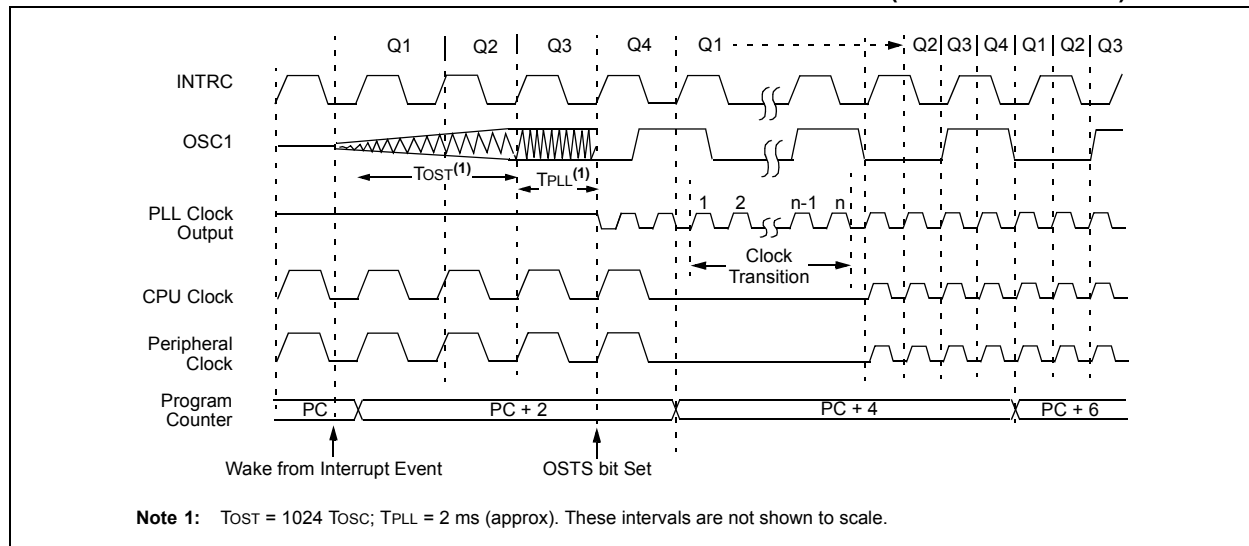 Q1 Q2 Q3 Q4 Q1 Q2 Q3 Q4 Q1 Q2 Q3
INTRC
OSC1
TOST(1) TPLL(1)
1 2 n-1 n
PLL Clock
Output
Clock
Transition
CPU Clock
Peripheral
Clock
Program
Counter
PC PC + 2 PC + 4 PC + 6
Wake from Interrupt Event OSTS bit Set
Note 1: TOST = 1024 TOSC; TPLL = 2 ms (approx). These intervals are not shown to scale.